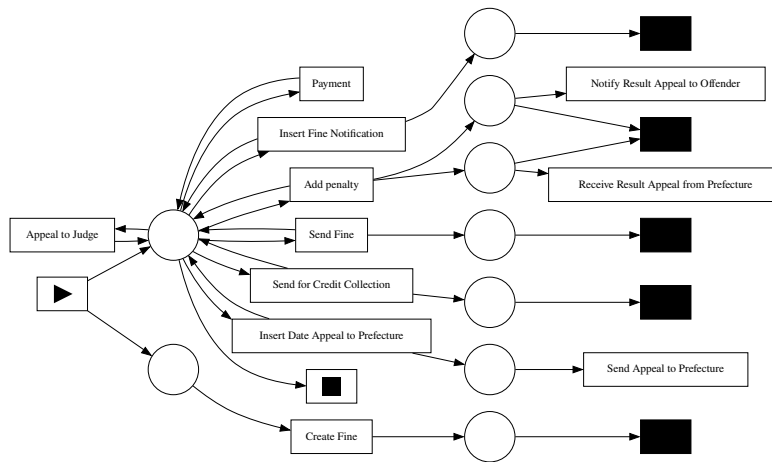 Payment
Notify Result Appeal to Offender
Insert Fine Notification
Add penalty
Receive Result Appeal from Prefecture
Appeal to Judge
Send Fine
Send for Credit Collection
Insert Date Appeal to Prefecture
Send Appeal to Prefecture
Create Fine